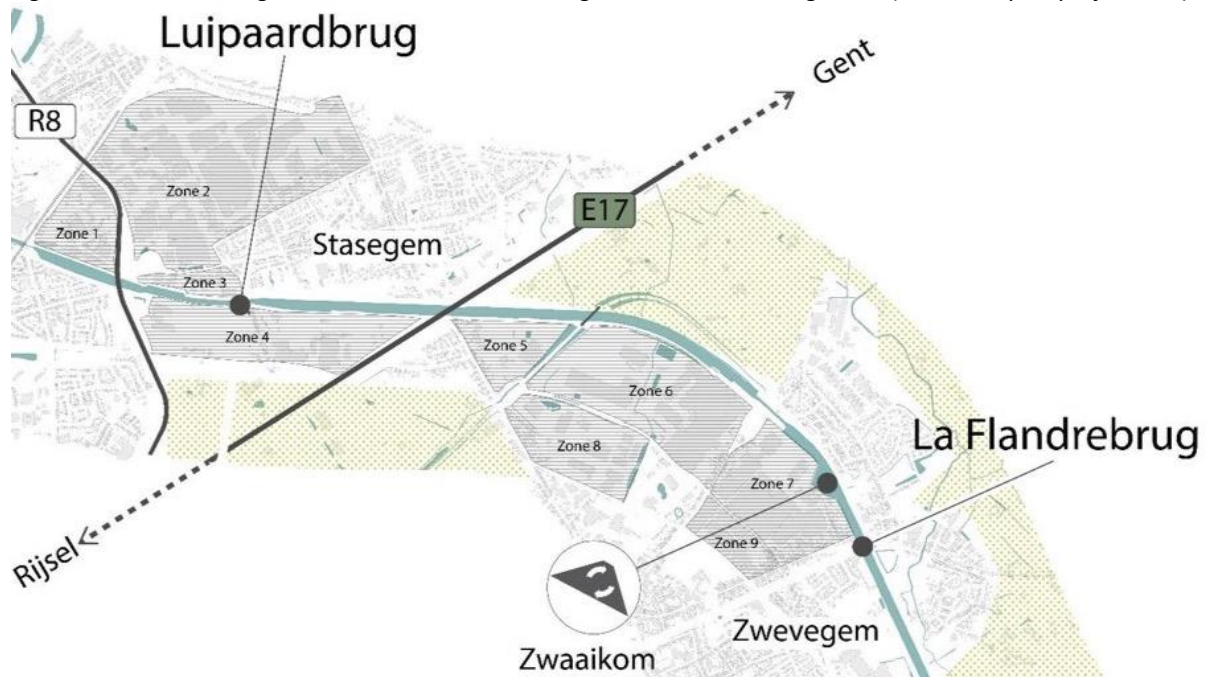 Luipaardbrug
Gent
R8
Zone 2
E17
Zone 1
Stasegem
Zone 3
Zone 4
Zone 5
Zone 6
La Flandrebrug
Zone 8
Zone 7
Zone 9
Rijsel
Zwevegem
Zwaaikom